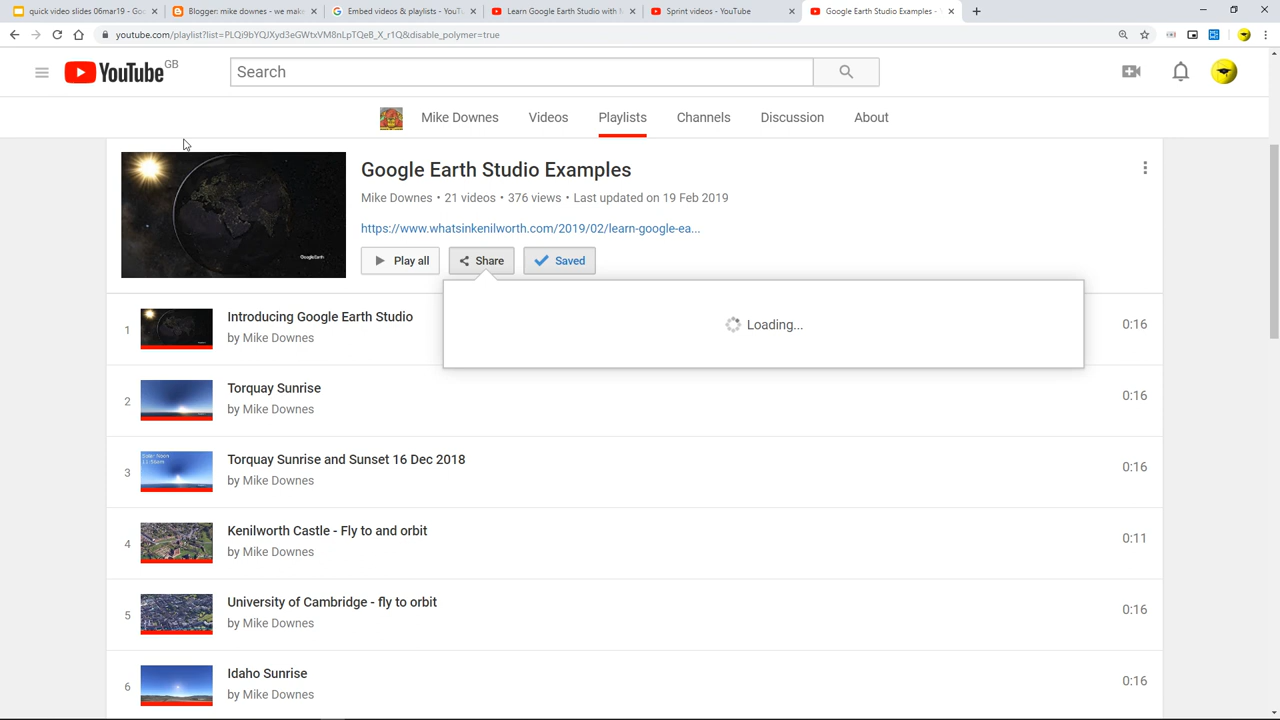 quick video slides 06mar19 - Goo
Blogger: mike downes - we make
Embed videos & playlists - YouT
Learn Google Earth Studio with M
Sprint videos - YouTube
Google Earth Studio Examples -
youtube.com/playlist?list=PLQi9bYQJXyd3eGWtxVM8nLpTQeB_X_r1Q&disable_polymer=true
YouTube GB
Search
Mike Downes
Videos
Playlists
Channels
Discussion
About
Google Earth Studio Examples
Mike Downes • 21 videos • 376 views • Last updated on 19 Feb 2019
https://www.whatsinkenilworth.com/2019/02/learn-google-ea...
GoogleEarth
Play all
Share
Saved
Loading...
1 Introducing Google Earth Studio 0:16
by Mike Downes
2 Torquay Sunrise 0:16
by Mike Downes
Solar Noon
3 Torquay Sunrise and Sunset 16 Dec 2018 0:16
by Mike Downes
4 Kenilworth Castle - Fly to and orbit 0:11
by Mike Downes
5 University of Cambridge - fly to orbit 0:16
by Mike Downes
6 Idaho Sunrise 0:16
by Mike Downes